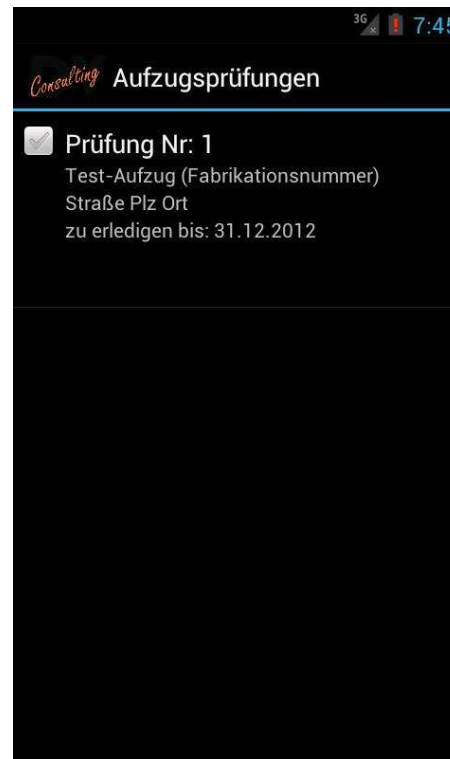 3G 7:45
Consulting Aufzugsprüfungen
Prüfung Nr: 1
Test-Aufzug (Fabrikationsnummer)
Straße Plz Ort
zu erledigen bis: 31.12.2012